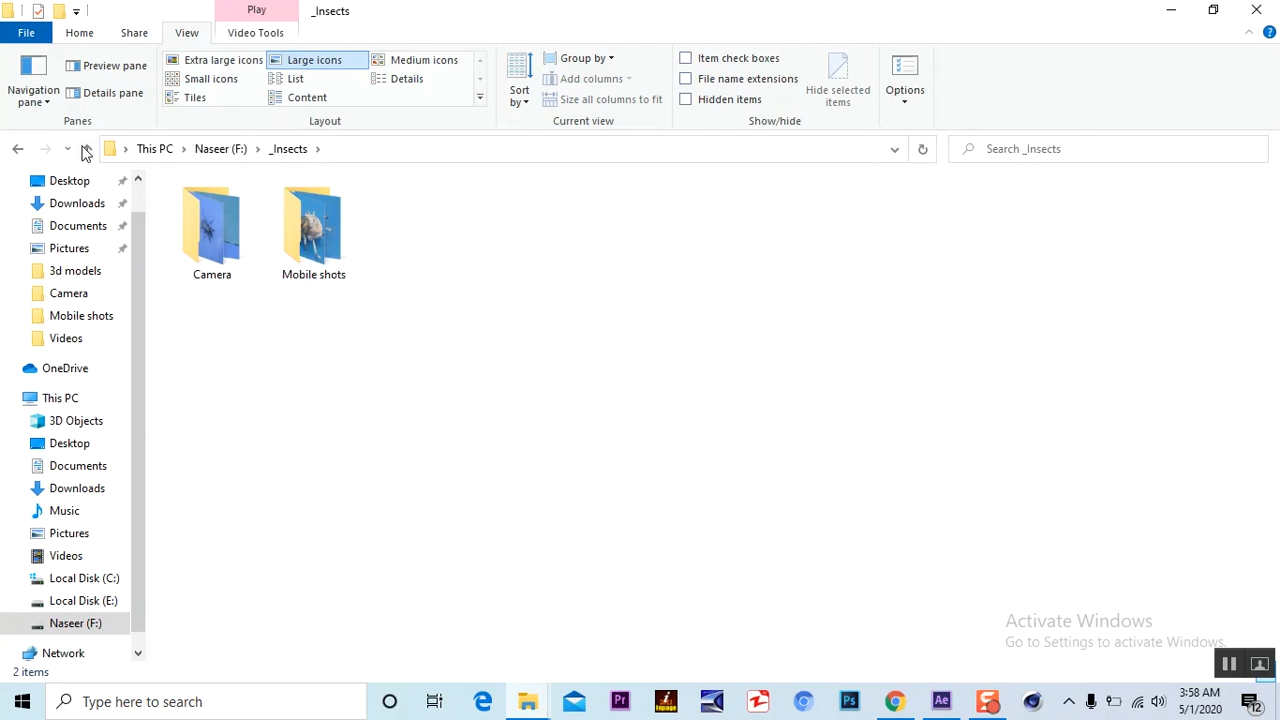 Play
_Insects
File
Home
Share
View
Video Tools
Navigation pane
Preview pane
Details pane
Panes
Extra large icons
Large icons
Medium icons
Small icons
List
Details
Tiles
Content
Layout
Sort by
Group by
Add columns
Size all columns to fit
Current view
Item check boxes
File name extensions
Hidden items
Hide selected items
Show/hide
Options
This PC
Naseer (F:)
_Insects
Search _Insects
Desktop
Downloads
Documents
Pictures
3d models
Camera
Mobile shots
Videos
OneDrive
This PC
3D Objects
Desktop
Documents
Downloads
Music
Pictures
Videos
Local Disk (C:)
Local Disk (E:)
Naseer (F:)
Network
Camera
Mobile shots
Activate Windows
Go to Settings to activate Windows.
2 items
Type here to search
Pr
Ps
Ae
3:58 AM
5/1/2020
12